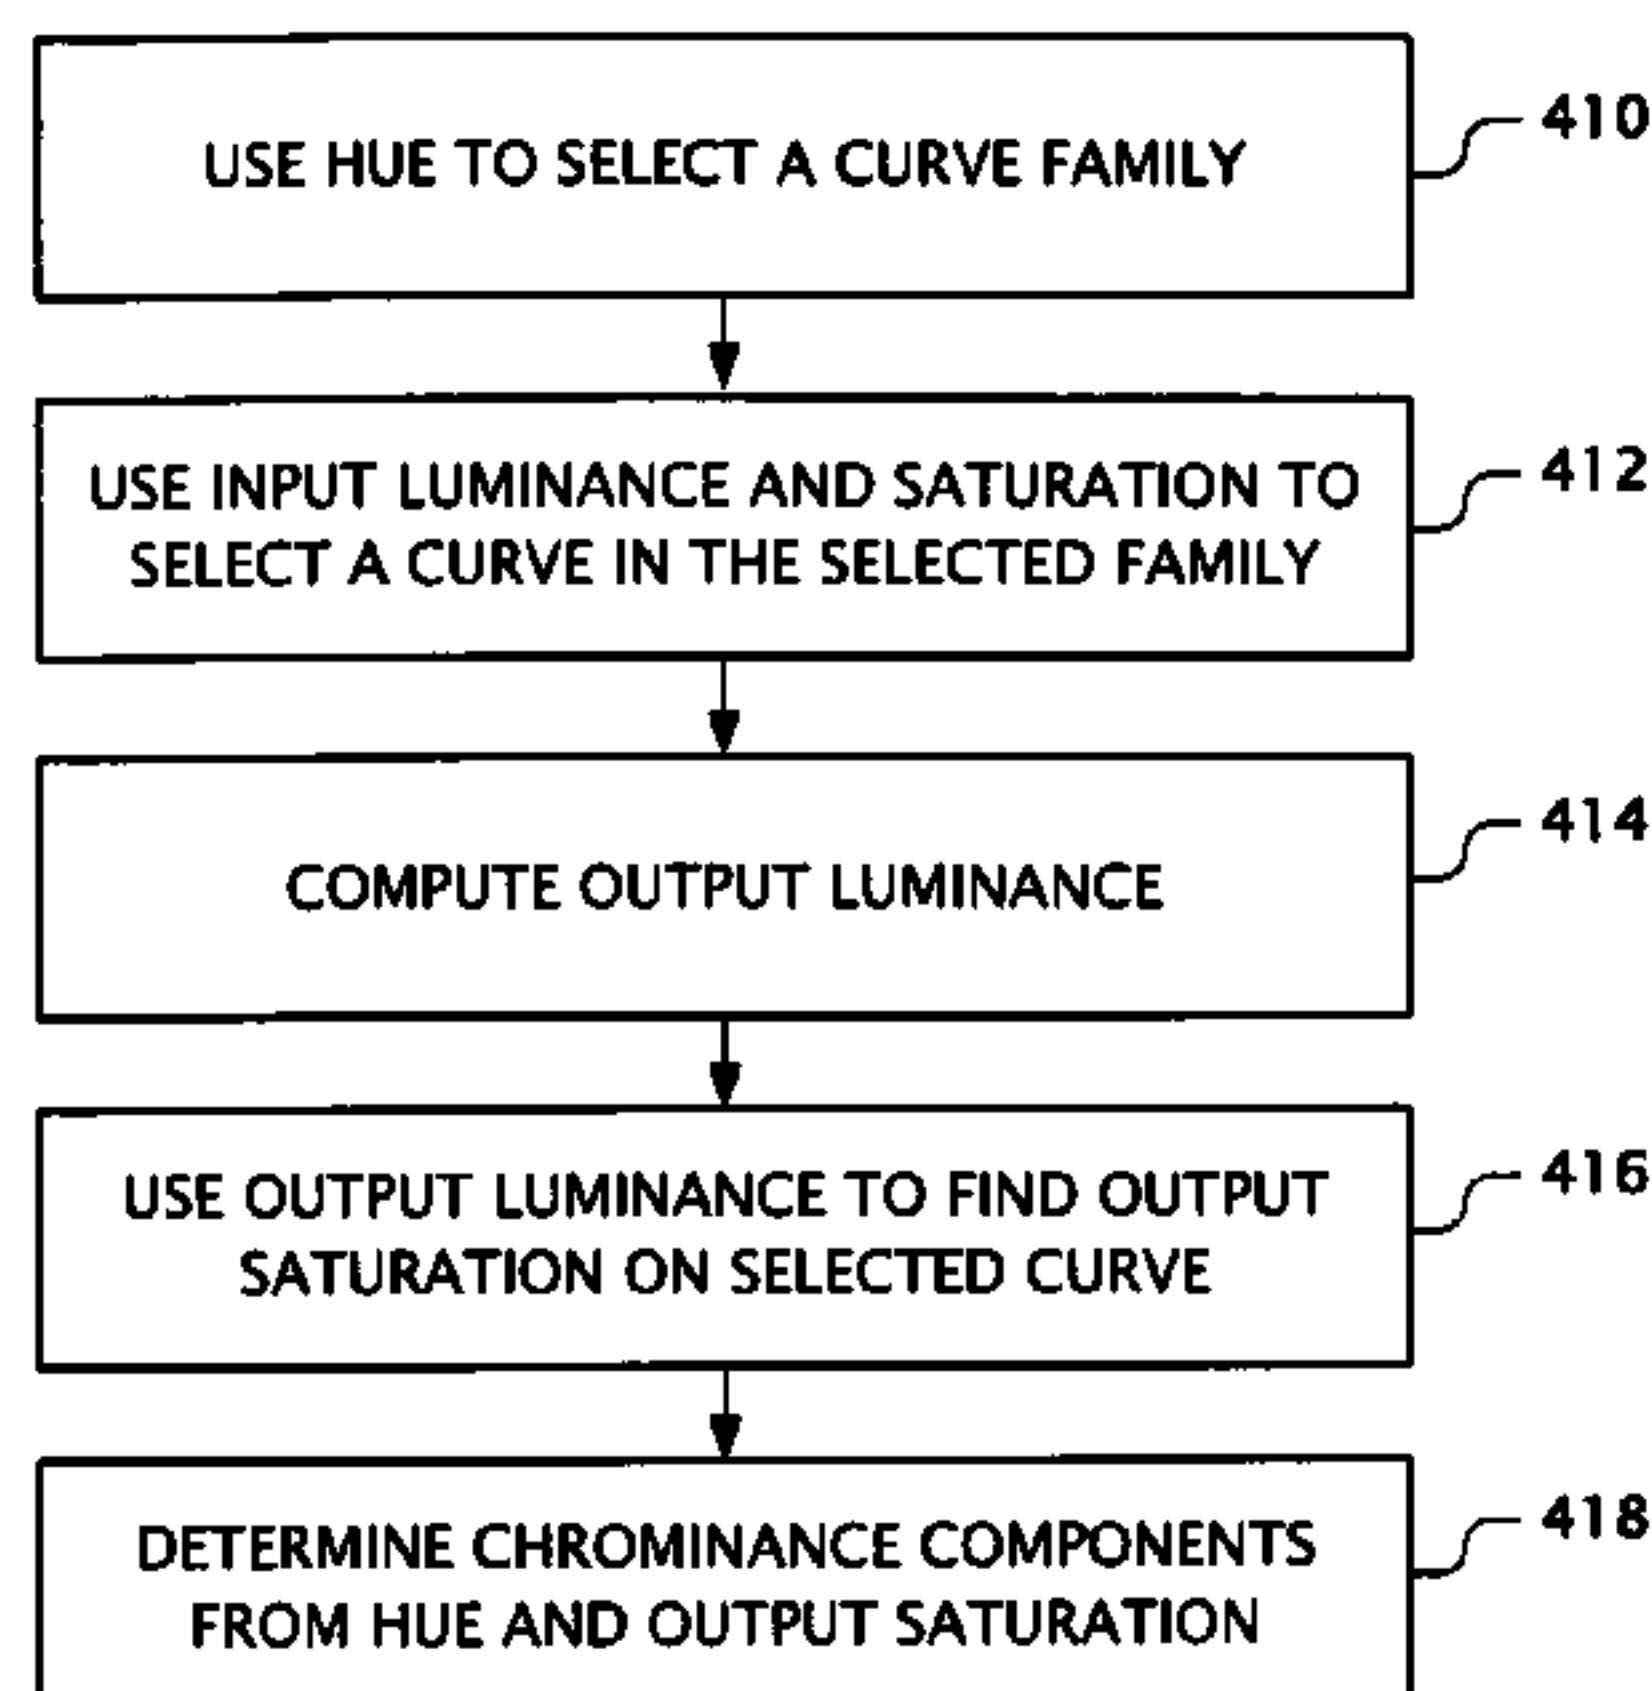 USE HUE TO SELECT A CURVE FAMILY
410
USE INPUT LUMINANCE AND SATURATION TO
SELECT A CURVE IN THE SELECTED FAMILY
412
COMPUTE OUTPUT LUMINANCE
414
USE OUTPUT LUMINANCE TO FIND OUTPUT
SATURATION ON SELECTED CURVE
416
DETERMINE CHROMINANCE COMPONENTS
FROM HUE AND OUTPUT SATURATION
418